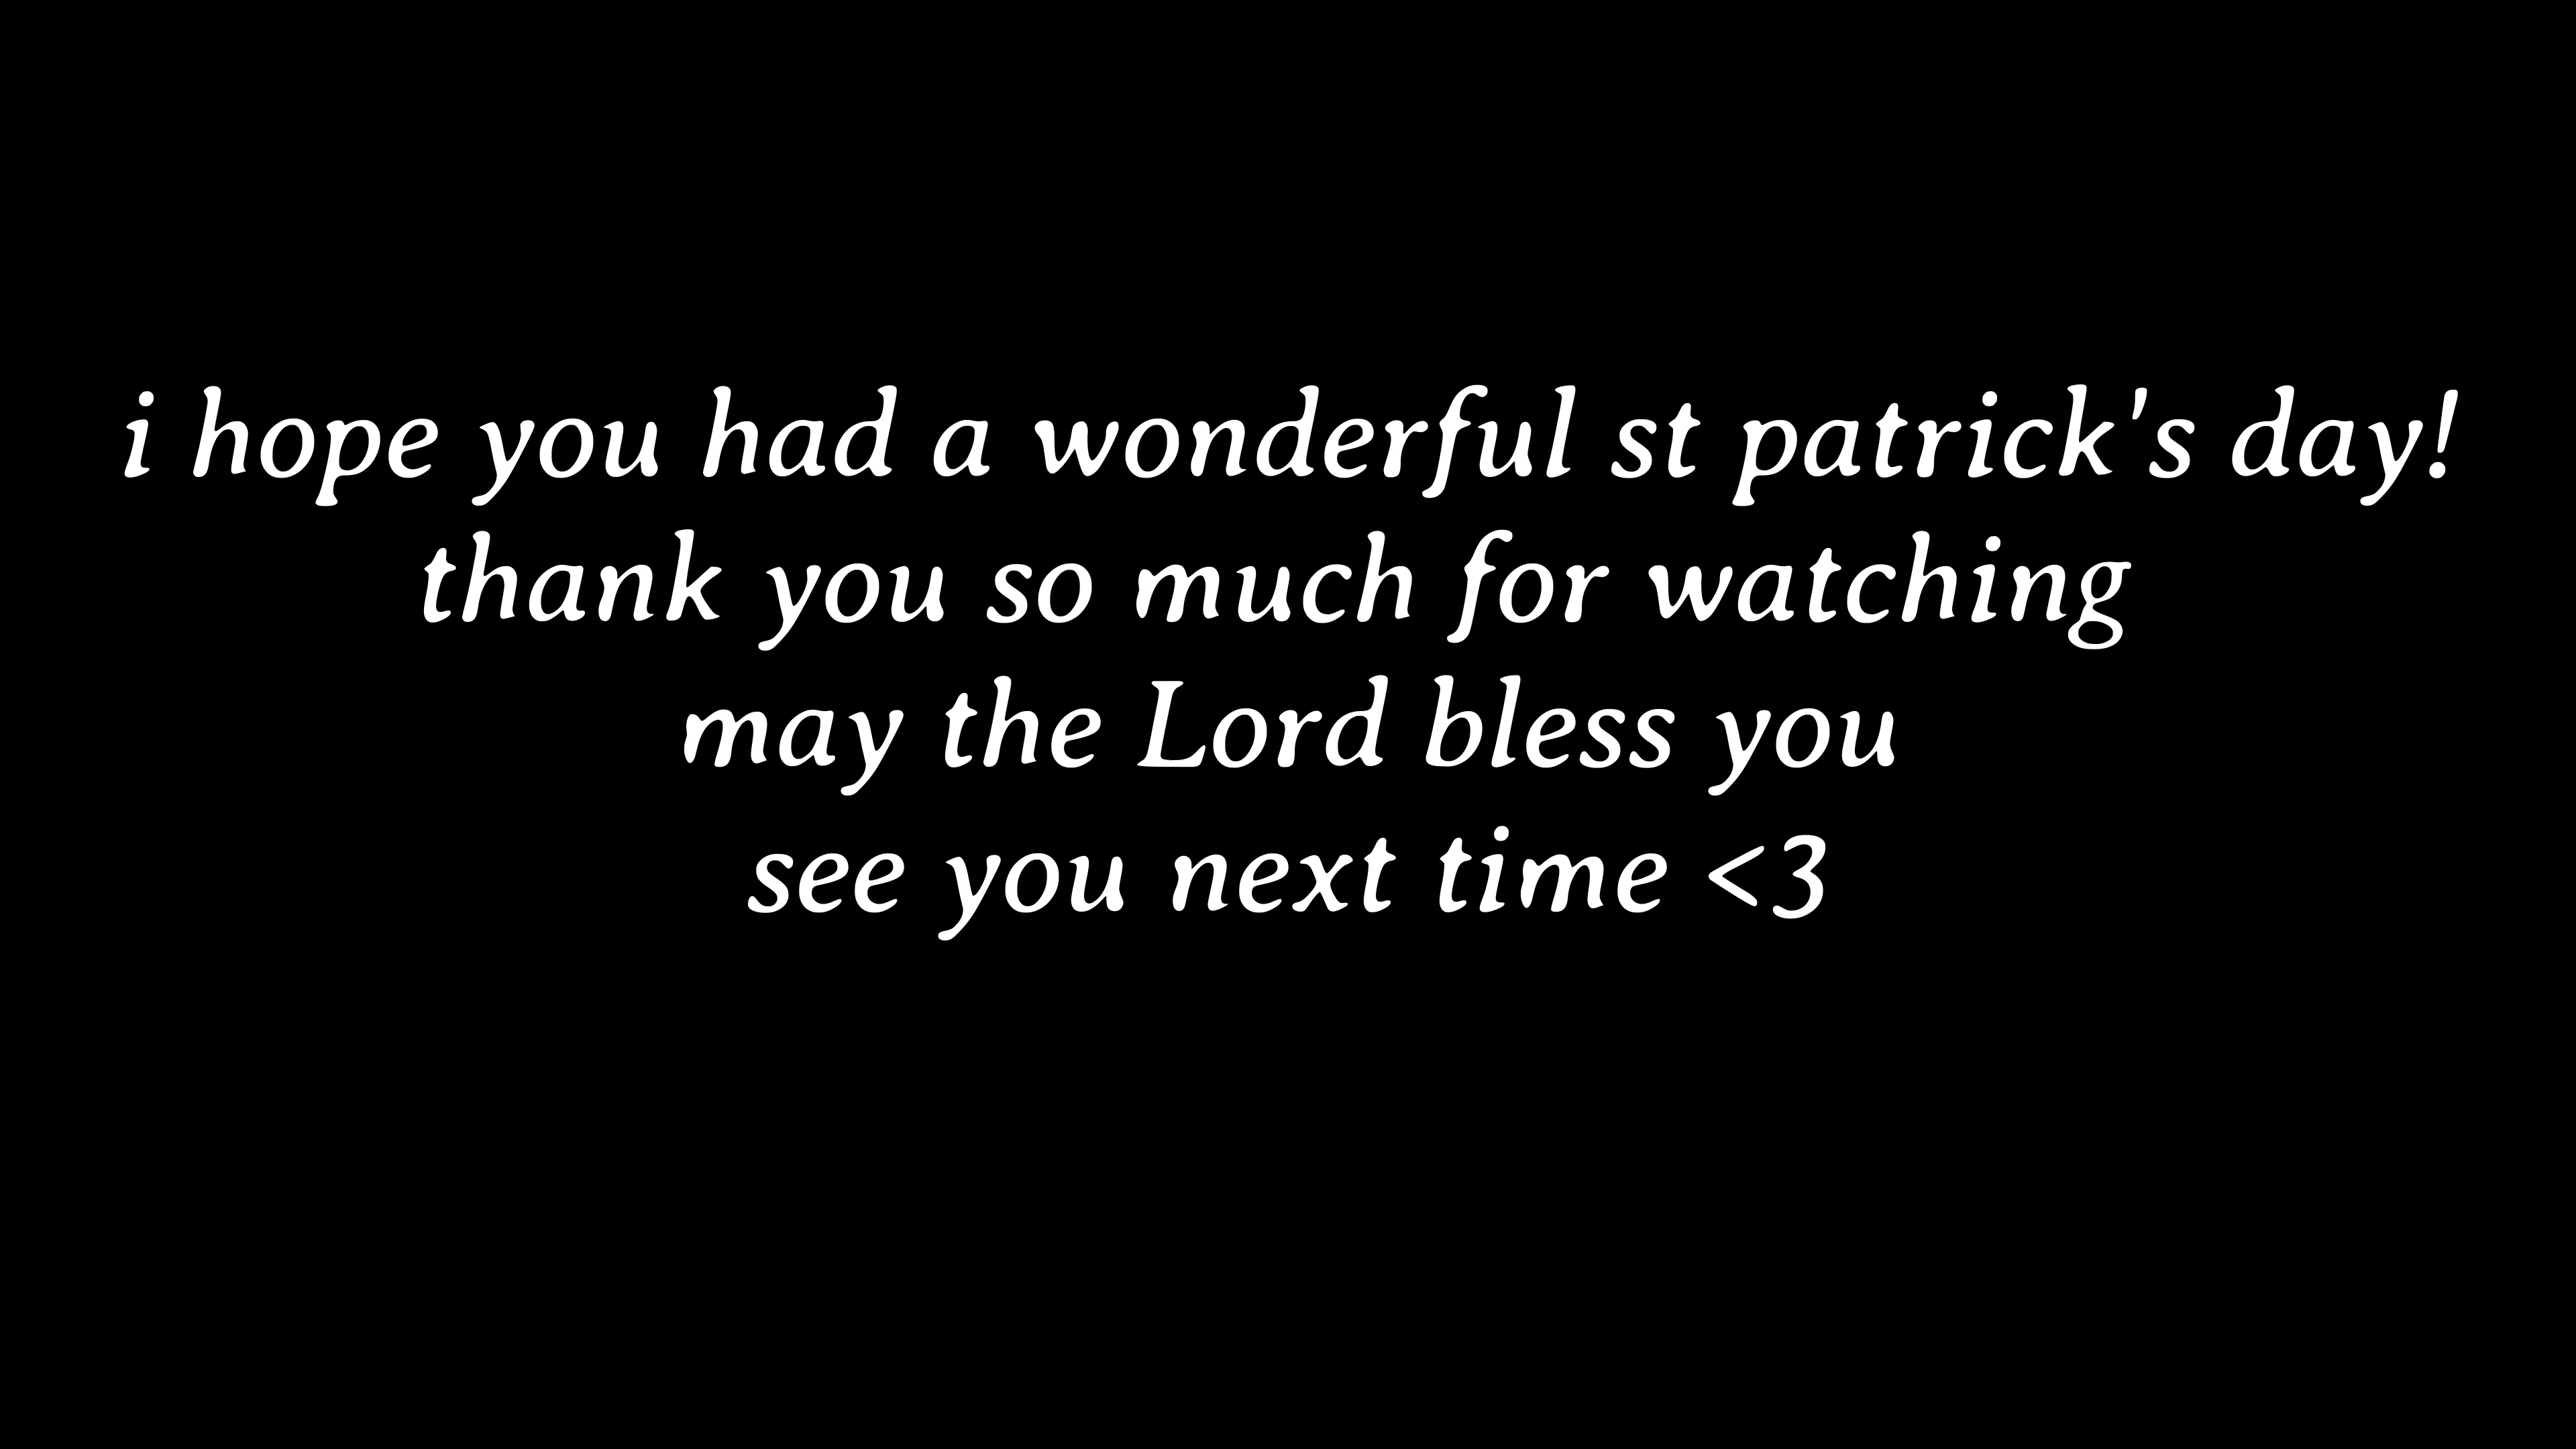 i hope you had a wonderful st patrick's day!
thank you so much for watching
may the Lord bless you
see you next time <3